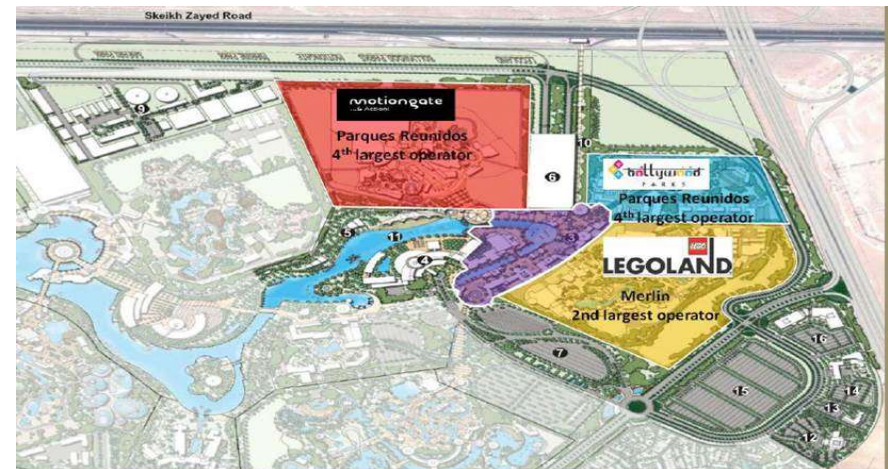 Skeikh Zayed Road
9
motiongate
Parques Reunidos
4th largest operator
10
6
bollywood
PARKS
Parques Reunidos
4th largest operator
5
11
3
4
LEGO
LEGOLAND
Merlin
2nd largest operator
7
16
15
14
13
12